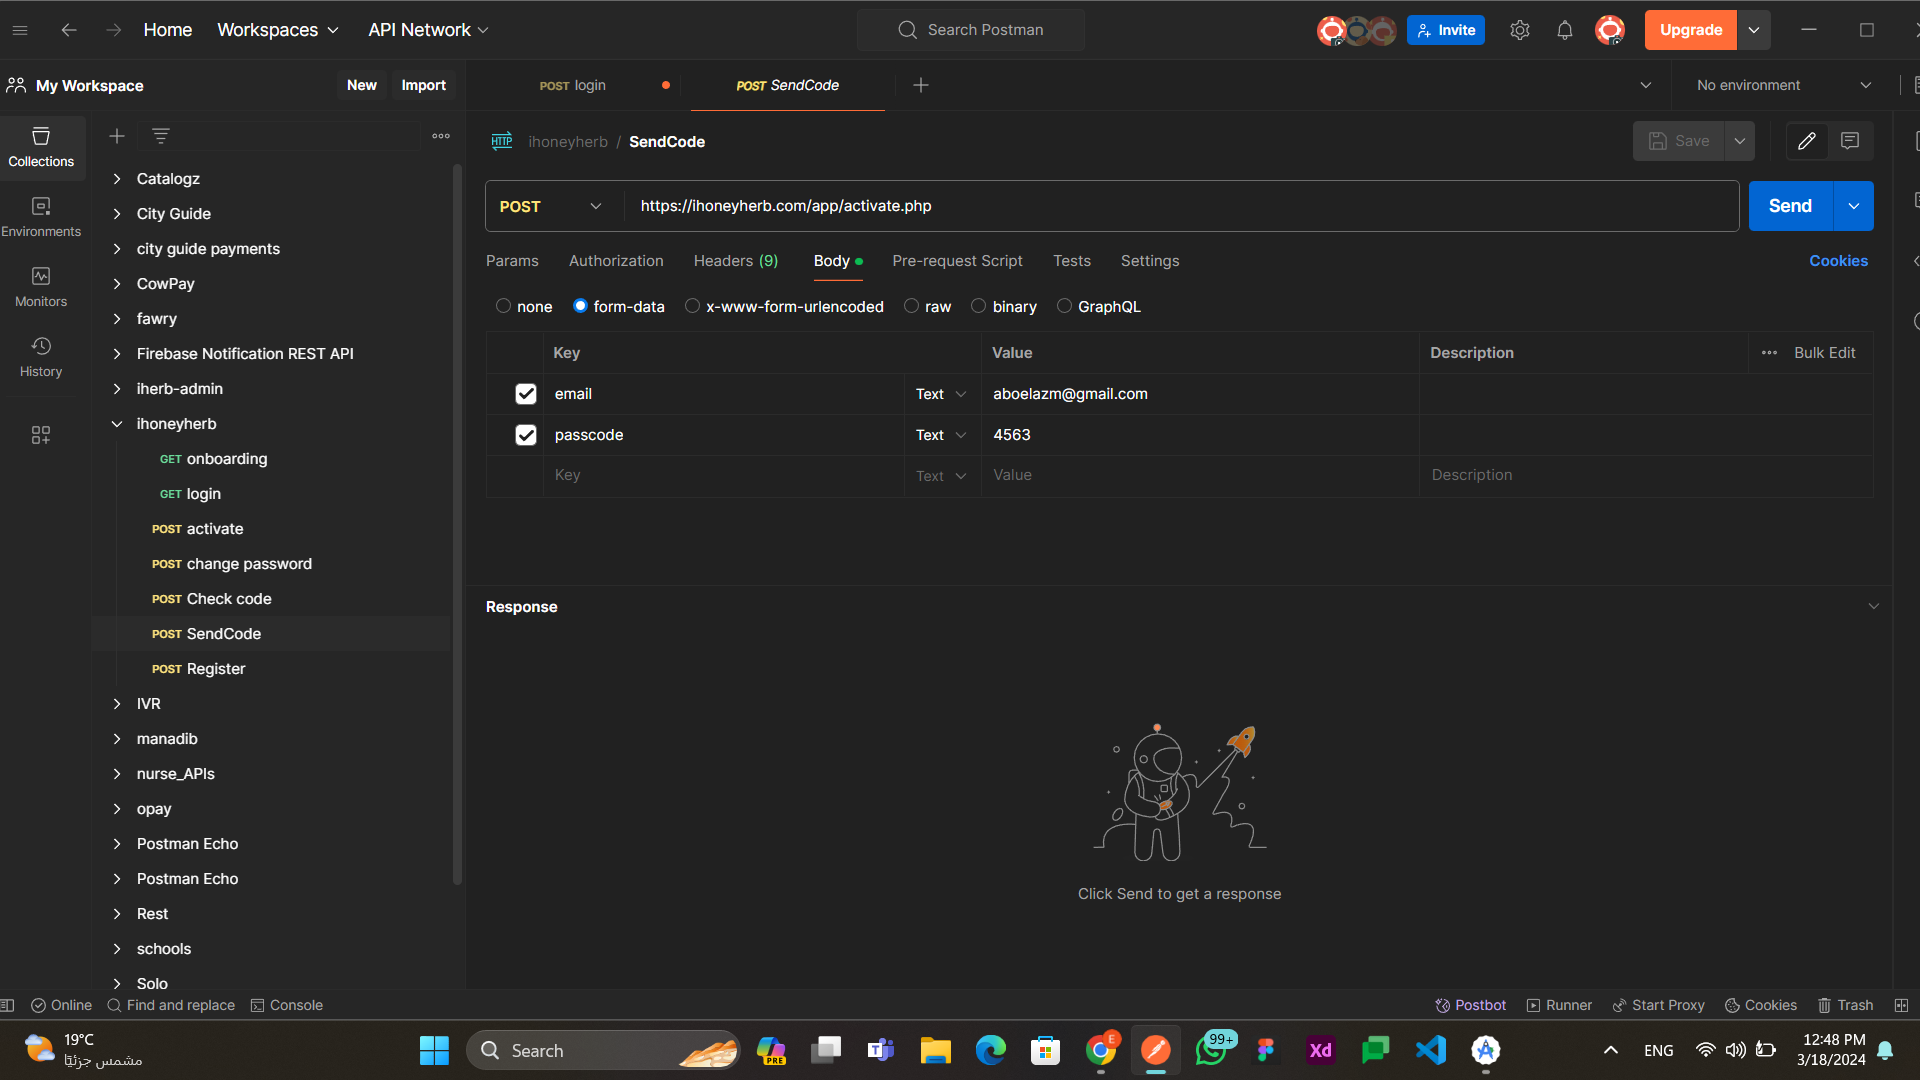 Home
Workspaces
API Network
Search Postman
Invite
Upgrade
My Workspace
New
Import
POST login
POST SendCode
No environment
Collections
Environments
Monitors
History
Catalogz
City Guide
city guide payments
CowPay
fawry
Firebase Notification REST API
iherb-admin
ihoneyherb
GET onboarding
GET login
POST activate
POST change password
POST Check code
POST SendCode
POST Register
IVR
manadib
nurse_APIs
opay
Postman Echo
Postman Echo
Rest
schools
Solo
HTTP ihoneyherb / SendCode
Save
POST https://ihoneyherb.com/app/activate.php
Send
Params Authorization Headers (9) Body Pre-request Script Tests Settings
Cookies
none form-data x-www-form-urlencoded raw binary GraphQL
Key Value Description Bulk Edit
email Text aboelazm@gmail.com
passcode Text 4563
Key Text Value Description
Response
Click Send to get a response
Online Find and replace Console
Postbot Runner Start Proxy Cookies Trash
19°C
مشمس جزئيًا
Search
PRE
E
99+
Xd
ENG
12:48 PM
3/18/2024